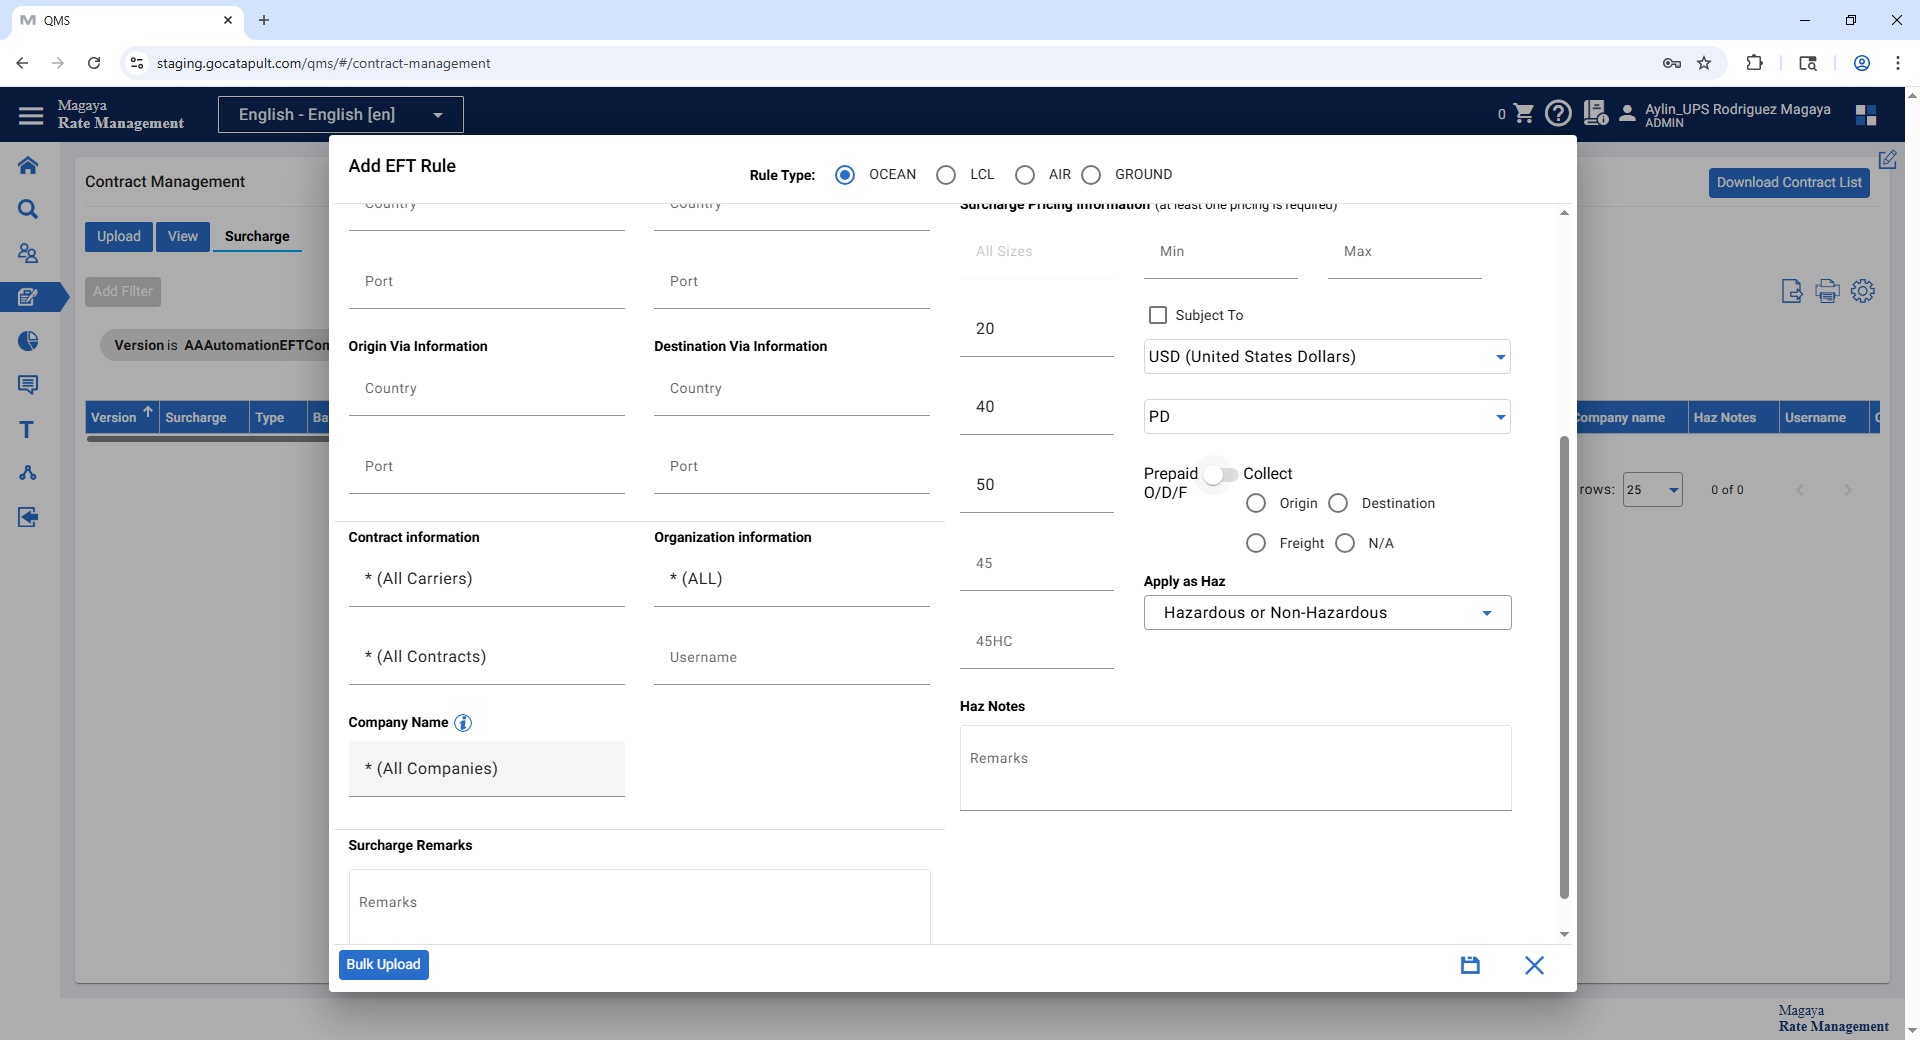 QMS
staging.gocatapult.com/qms/#/contract-management
Magaya
Rate Management
English - English [en]
0
Aylin_UPS Rodriguez Magaya
ADMIN
Contract Management
Download Contract List
Upload
View
Surcharge
Add Filter
Version is AAAutomationEFTCon
Version
Surcharge
Type
Ba
Company name
Haz Notes
Username
rows:
25
0 of 0
Add EFT Rule
Rule Type:
OCEAN
LCL
AIR
GROUND
Country
Country
Port
Port
Origin Via Information
Destination Via Information
Country
Country
Port
Port
Contract information
Organization information
* (All Carriers)
* (ALL)
* (All Contracts)
Username
Company Name
* (All Companies)
Surcharge Remarks
Remarks
Surcharge Pricing Information (at least one pricing is required)
All Sizes
Min
Max
20
40
50
45
45HC
Subject To
USD (United States Dollars)
PD
Prepaid
Collect
O/D/F
Origin
Destination
Freight
N/A
Apply as Haz
Hazardous or Non-Hazardous
Haz Notes
Remarks
Bulk Upload
Magaya
Rate Management